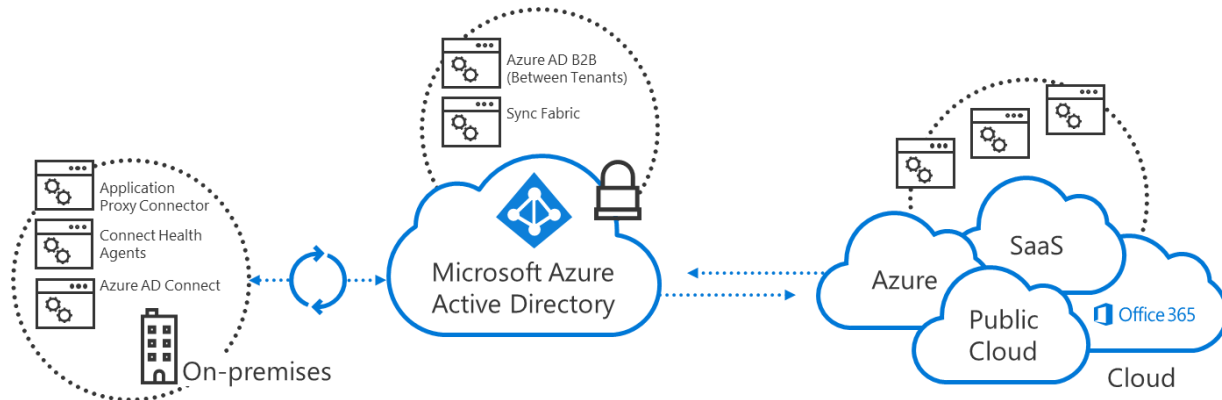 Azure AD B2B
(Between Tenants)
Sync Fabric
Application
Proxy Connector
Connect Health
Agents
Azure AD Connect
On-premises
Microsoft Azure
Active Directory
SaaS
Azure
Public
Cloud
Office 365
Cloud